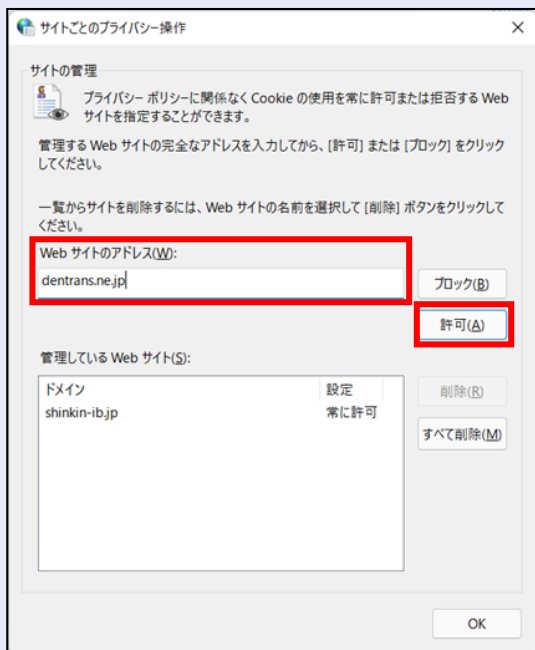 サイトごとのプライバシー操作
サイトの管理
プライバシー ポリシーに関係なく Cookie の使用を常に許可または拒否する Web
サイトを指定することができます。
管理する Web サイトの完全なアドレスを入力してから、[許可] または [ブロック] をクリック
してください。
一覧からサイトを削除するには、Web サイトの名前を選択して [削除] ボタンをクリックして
ください。
Web サイトのアドレス(W):
dentrans.ne.jp
ブロック(B)
許可(A)
管理している Web サイト(S):
ドメイン 設定
shinkin-ib.jp 常に許可
削除(R)
すべて削除(M)
OK